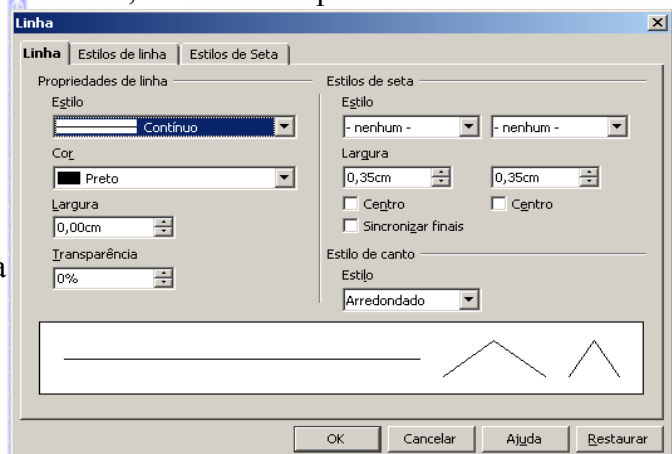 Linha
Linha Estilos de linha Estilos de Seta
Propriedades de linha
Estilo
Contínuo
Cor
Preto
Largura
0,00cm
Transparência
0%
Estilos de seta
Estilo
- nenhum - - nenhum -
Largura
0,35cm 0,35cm
Centro Centro
Sincronizar finais
Estilo de canto
Estilo
Arredondado
a
OK Cancelar Ajuda Restaurar